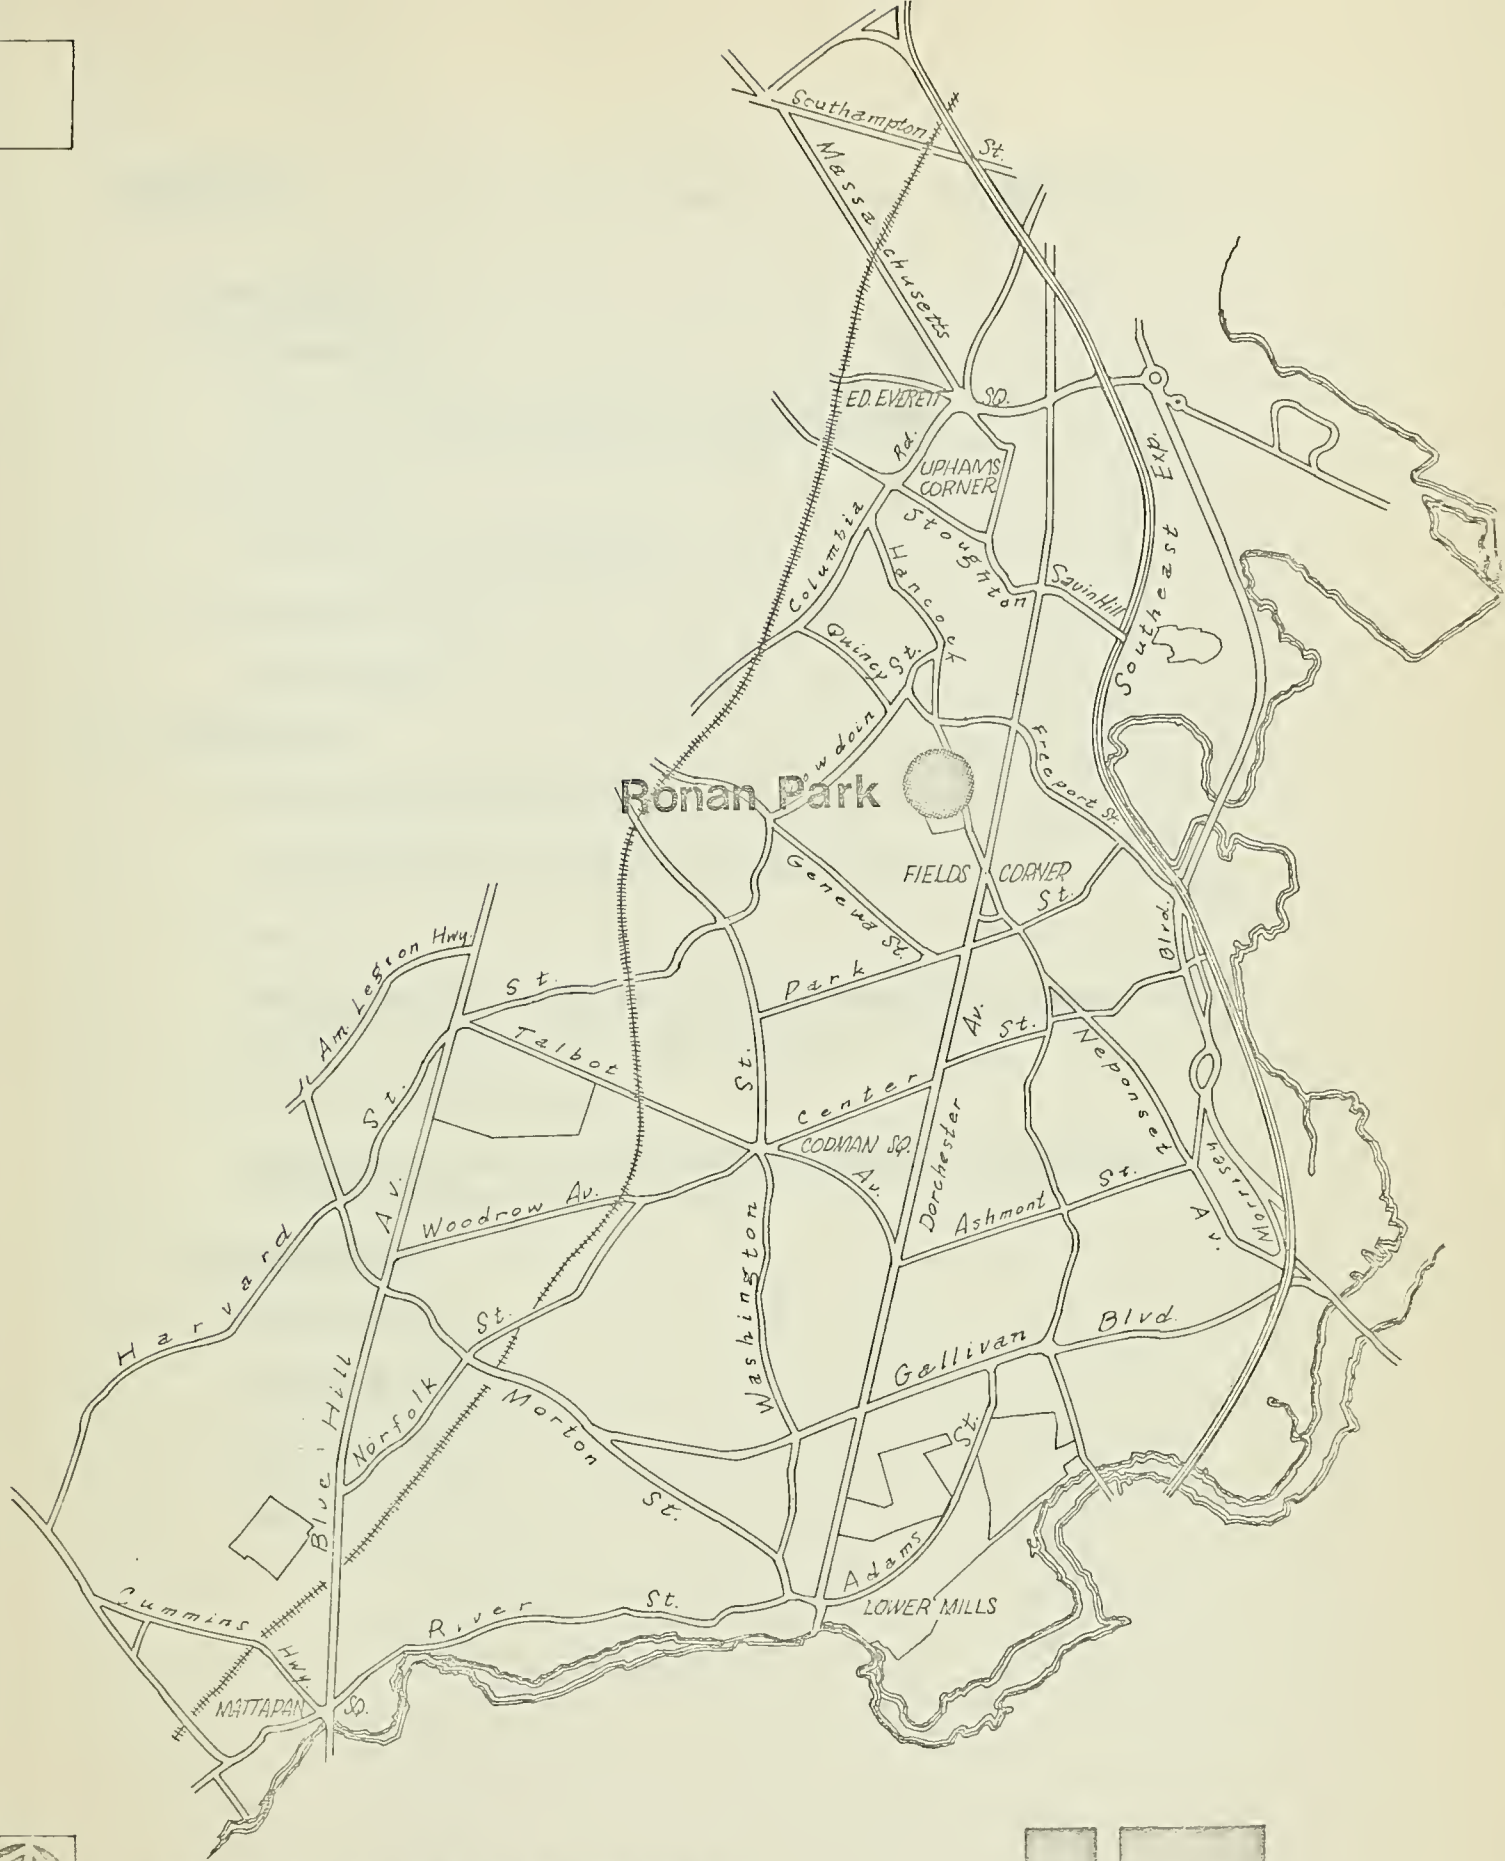 Southampton St.
Massachusetts
ED. EVERETT SQ.
Rd.
UPHAMS
CORNER
Exp.
Columbia
Stoughton
Hancock
Savin Hill
Southeast
Quincy
St.
wdoin
Freeport St.
Ronan Park
FIELDS CORNER
Geneva St.
St.
Am. Legion Hwy.
St.
Park
Blvd.
Talbot
Av.
St.
St.
St.
Center
Neponset
CODMAN SQ.
Av.
Dorchester
Morrissey
St.
Ashmont
Av.
Av.
Woodrow Av.
Harvard
Washington
St.
Blvd.
Gallivan
Blue Hill
Norfolk
Morton
St.
St.
Adams
Cummins
Hwy
River St.
LOWER MILLS
MATTAPAN SQ.